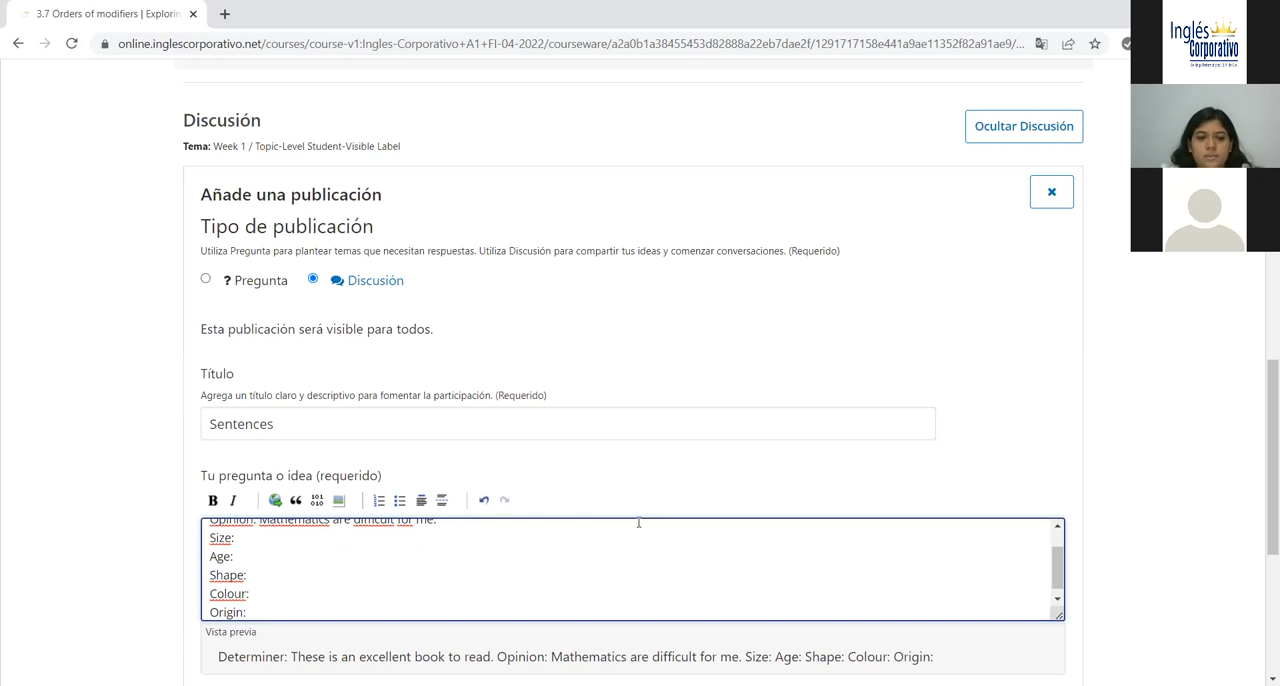 3.7 Orders of modifiers | Explorin
online.inglescorporativo.net/courses/course-v1:Ingles-Corporativo+A1+FI-04-2022/courseware/a2a0b1a38455453d82888a22eb7dae2f/1291717158e441a9ae11352f82a91ae9/...
Inglés
Corporativo
Discusión
Ocultar Discusión
Tema: Week 1 / Topic-Level Student-Visible Label
Añade una publicación
Tipo de publicación
Utiliza Pregunta para plantear temas que necesitan respuestas. Utiliza Discusión para compartir tus ideas y comenzar conversaciones. (Requerido)
? Pregunta
Discusión
Esta publicación será visible para todos.
Título
Agrega un título claro y descriptivo para fomentar la participación. (Requerido)
Sentences
Tu pregunta o idea (requerido)
B I
Opinion: Mathematics are difficult for me.
Size:
Age:
Shape:
Colour:
Origin:
Vista previa
Determiner: These is an excellent book to read. Opinion: Mathematics are difficult for me. Size: Age: Shape: Colour: Origin: